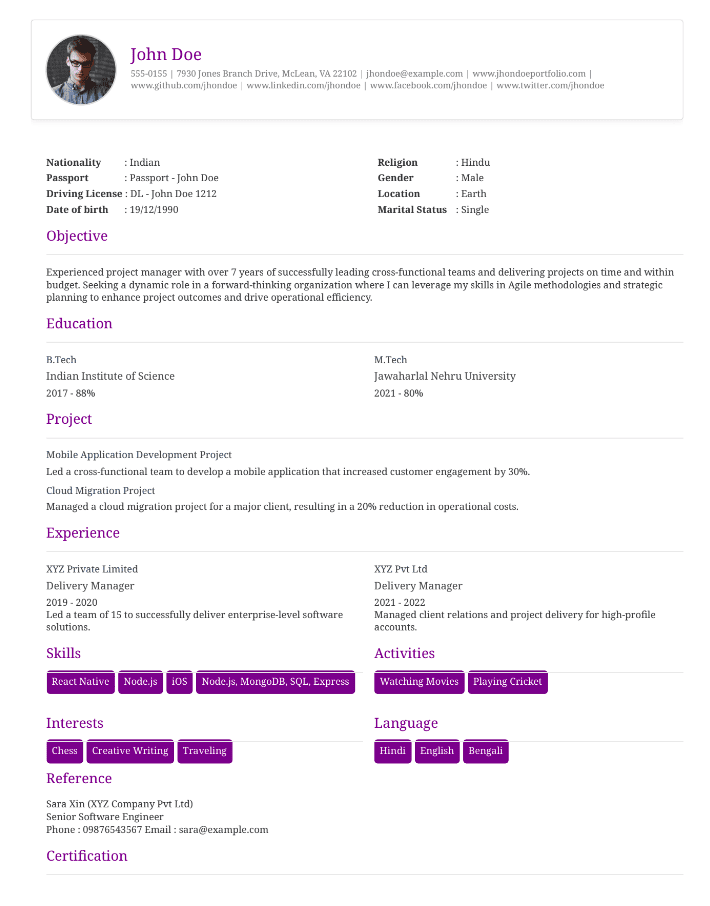 John Doe
555-0155 | 7930 Jones Branch Drive, McLean, VA 22102 | jhondoe@example.com | www.jhondoeportfolio.com |
www.github.com/jhondoe | www.linkedin.com/jhondoe | www.facebook.com/jhondoe | www.twitter.com/jhondoe
Nationality : Indian
Passport : Passport - John Doe
Driving License : DL - John Doe 1212
Date of birth : 19/12/1990
Religion : Hindu
Gender : Male
Location : Earth
Marital Status : Single
Objective
Experienced project manager with over 7 years of successfully leading cross-functional teams and delivering projects on time and within
budget. Seeking a dynamic role in a forward-thinking organization where I can leverage my skills in Agile methodologies and strategic
planning to enhance project outcomes and drive operational efficiency.
Education
B.Tech
Indian Institute of Science
2017 - 88%
M.Tech
Jawaharlal Nehru University
2021 - 80%
Project
Mobile Application Development Project
Led a cross-functional team to develop a mobile application that increased customer engagement by 30%.
Cloud Migration Project
Managed a cloud migration project for a major client, resulting in a 20% reduction in operational costs.
Experience
XYZ Private Limited
Delivery Manager
2019 - 2020
Led a team of 15 to successfully deliver enterprise-level software
solutions.
XYZ Pvt Ltd
Delivery Manager
2021 - 2022
Managed client relations and project delivery for high-profile
accounts.
Skills
React Native Node.js iOS Node.js, MongoDB, SQL, Express
Activities
Watching Movies Playing Cricket
Interests
Chess Creative Writing Traveling
Language
Hindi English Bengali
Reference
Sara Xin (XYZ Company Pvt Ltd)
Senior Software Engineer
Phone : 09876543567 Email : sara@example.com
Certification